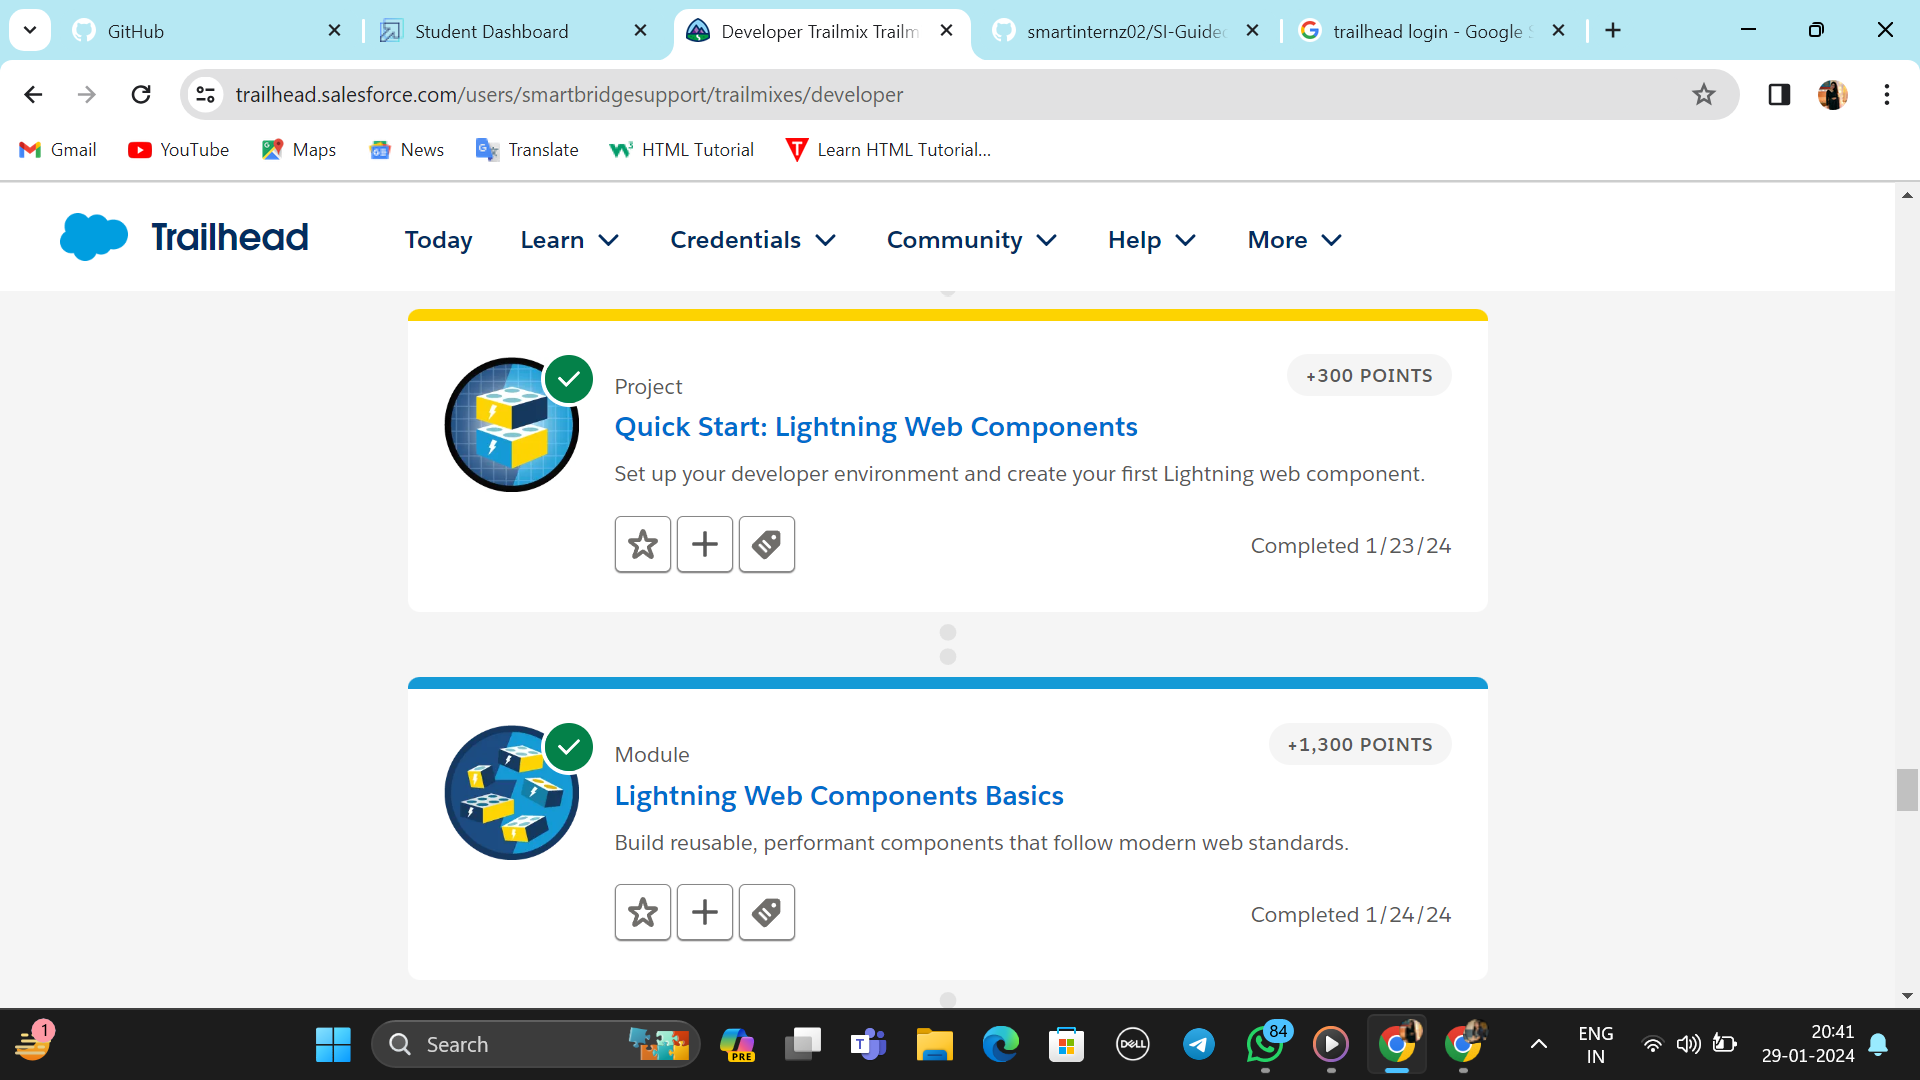 GitHub
Student Dashboard
Developer Trailmix Trailm
smartinternz02/SI-Guided
trailhead login - Google S
trailhead.salesforce.com/users/smartbridgesupport/trailmixes/developer
Gmail
YouTube
Maps
News
Translate
HTML Tutorial
Learn HTML Tutorial...
Trailhead
Today
Learn
Credentials
Community
Help
More
Project
+300 POINTS
Quick Start: Lightning Web Components
Set up your developer environment and create your first Lightning web component.
Completed 1/23/24
Module
+1,300 POINTS
Lightning Web Components Basics
Build reusable, performant components that follow modern web standards.
Completed 1/24/24
1
Search
PRE
T
DELL
84
ENG
IN
20:41
29-01-2024